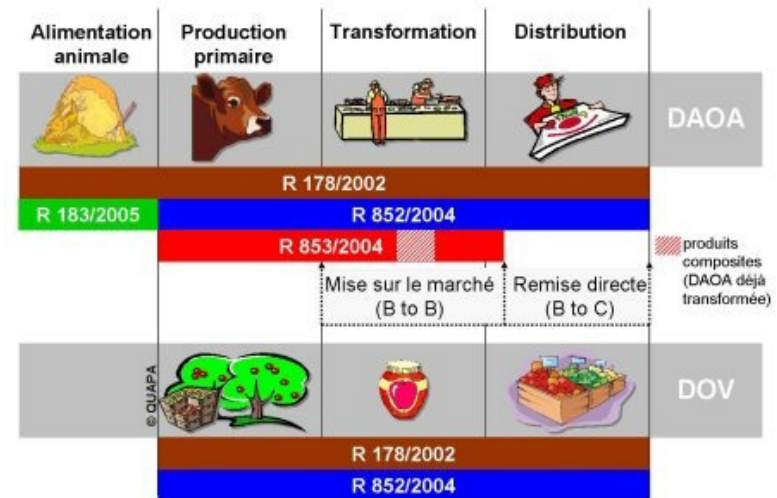 Alimentation
animale
Production
primaire
Transformation
Distribution
DAOA
R 178/2002
R 183/2005
R 852/2004
R 853/2004
produits
composites
(DAOA déjà
transformée)
Mise sur le marché
(B to B)
Remise directe
(B to C)
© QUAPA
DOV
R 178/2002
R 852/2004